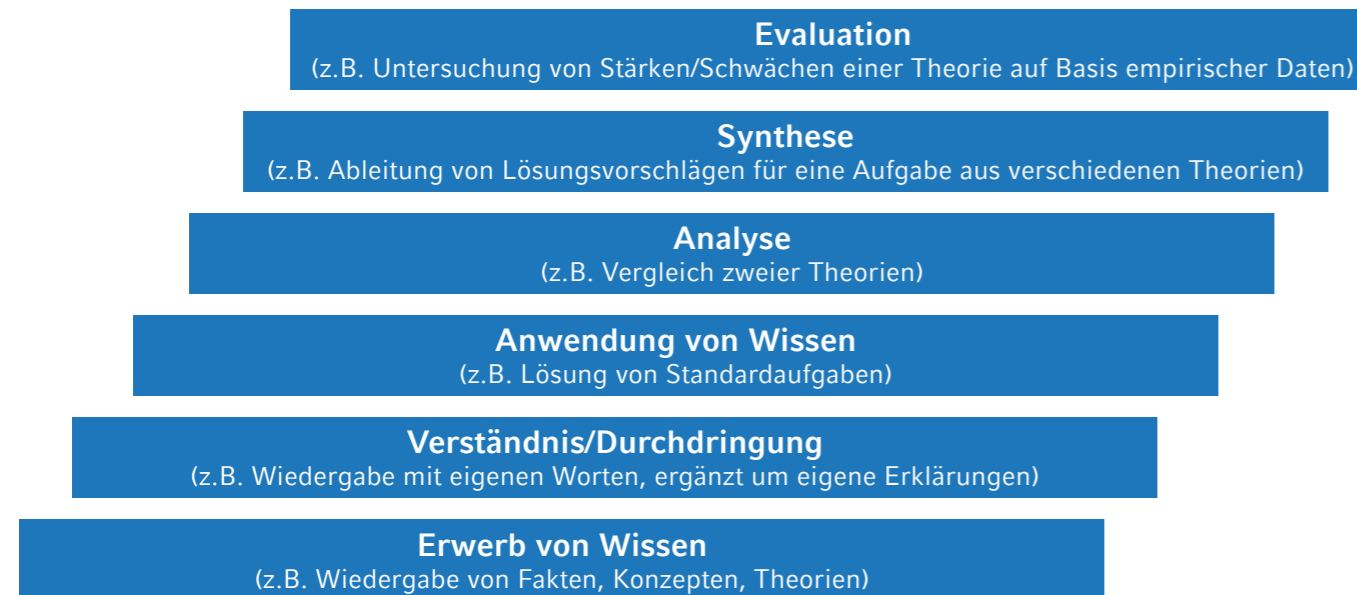 Evaluation
(z.B. Untersuchung von Stärken/Schwächen einer Theorie auf Basis empirischer Daten)
Synthese
(z.B. Ableitung von Lösungsvorschlägen für eine Aufgabe aus verschiedenen Theorien)
Analyse
(z.B. Vergleich zweier Theorien)
Anwendung von Wissen
(z.B. Lösung von Standardaufgaben)
Verständnis/Durchdringung
(z.B. Wiedergabe mit eigenen Worten, ergänzt um eigene Erklärungen)
Erwerb von Wissen
(z.B. Wiedergabe von Fakten, Konzepten, Theorien)